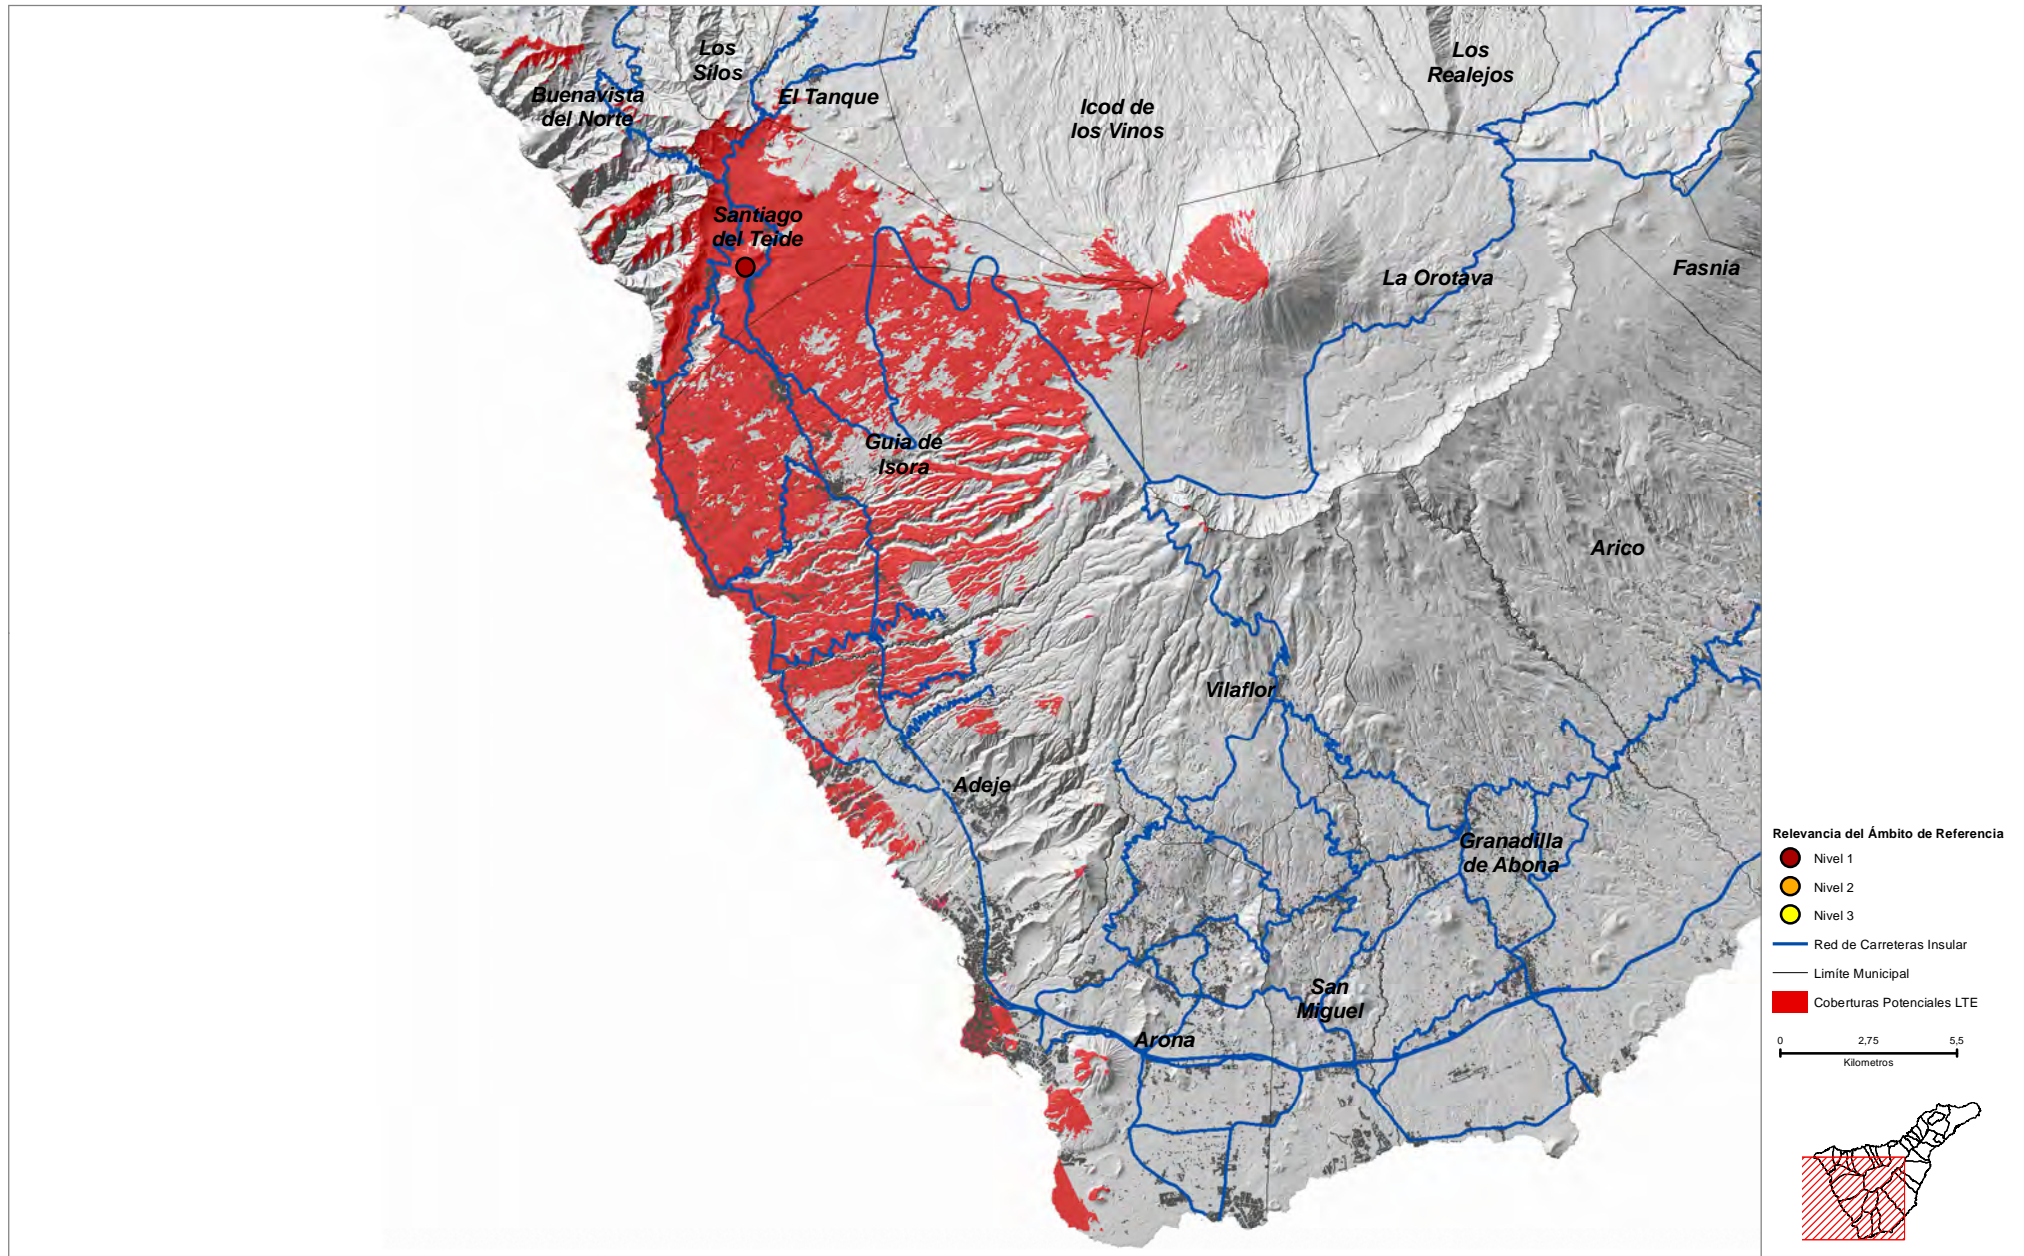 Los
Silos
Los
Realejos
Buenavista
del Norte
El Tanque
Icod de
los Vinos
Santiago
del Teide
La Orotava
Fasnia
Guia de
Isora
Arico
Vilaflor
Adeje
Granadilla
de Abona
San
Miguel
Arona
Relevancia del Ámbito de Referencia
Nivel 1
Nivel 2
Nivel 3
Red de Carreteras Insular
Limíte Municipal
Coberturas Potenciales LTE
0 2,75 5,5
Kilometros